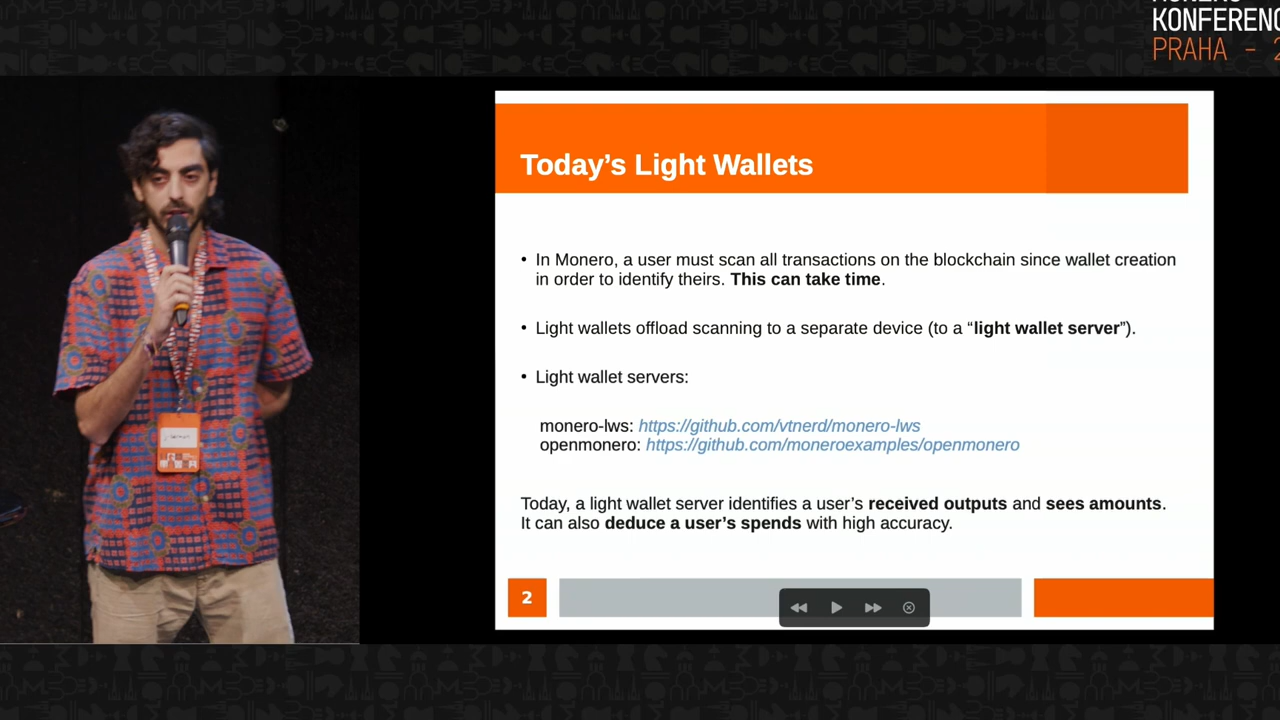 KONFERENC
PRAHA - 2
Today's Light Wallets
• In Monero, a user must scan all transactions on the blockchain since wallet creation
in order to identify theirs. This can take time.
• Light wallets offload scanning to a separate device (to a “light wallet server”).
• Light wallet servers:
monero-lws: https://github.com/vtnerd/monero-lws
openmonero: https://github.com/moneroexamples/openmonero
Today, a light wallet server identifies a user's received outputs and sees amounts.
It can also deduce a user's spends with high accuracy.
2